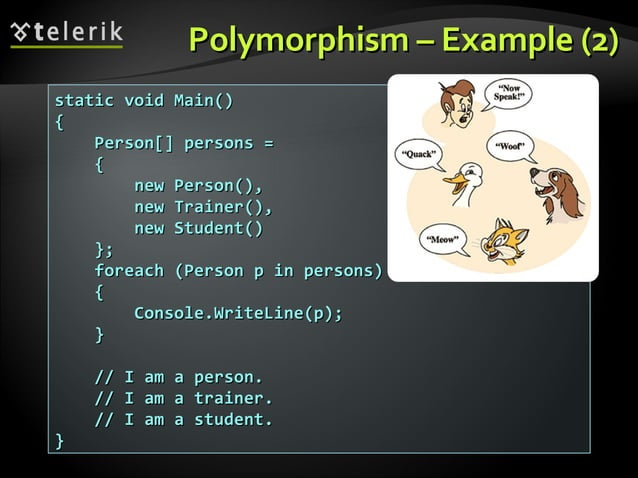 telerik
Polymorphism – Example (2)
static void Main()
{
    Person[] persons =
    {
        new Person(),
        new Trainer(),
        new Student()
    };
    foreach (Person p in persons)
    {
        Console.WriteLine(p);
    }
    // I am a person.
    // I am a trainer.
    // I am a student.
}
“Now
Speak!”
“Quack”
“Woof”
“Meow”